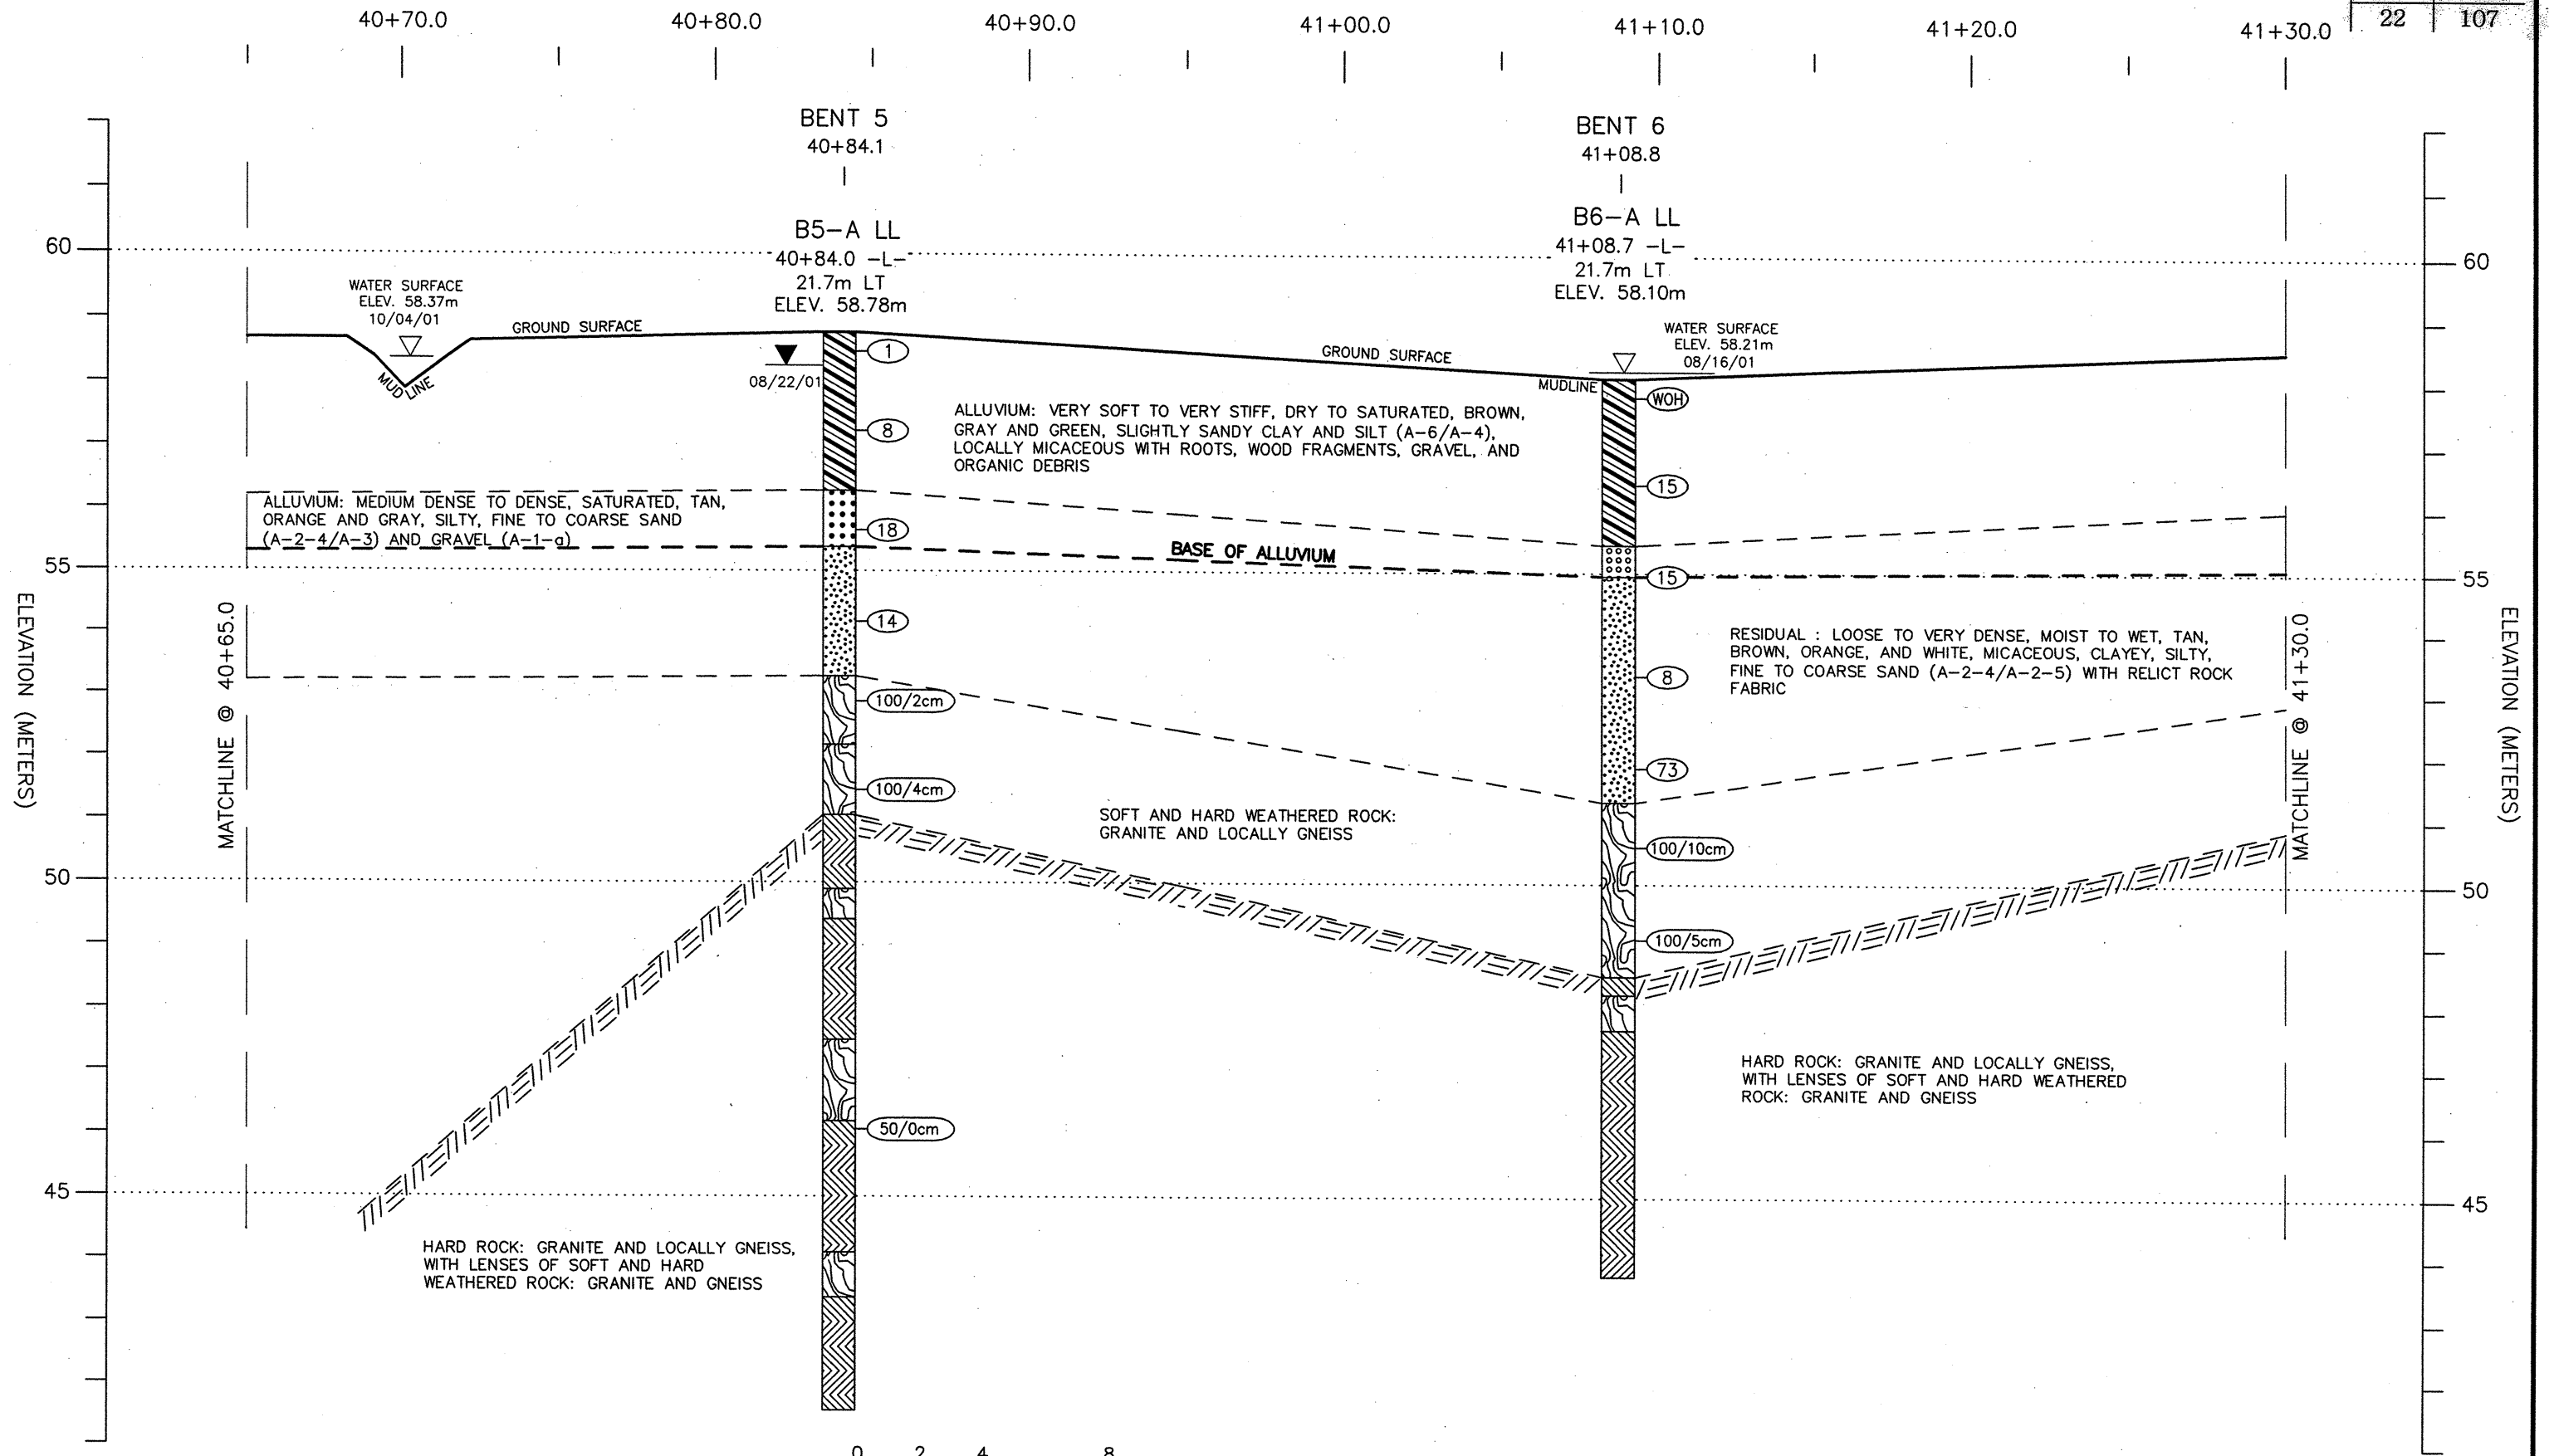 22 107
40+70.0 40+80.0 40+90.0 41+00.0 41+10.0 41+20.0 41+30.0
BENT 5
40+84.1
BENT 6
41+08.8
B5-A LL
40+84.0 -L-
21.7m LT
ELEV. 58.78m
B6-A LL
41+08.7 -L-
21.7m LT
ELEV. 58.10m
60
60
WATER SURFACE
ELEV. 58.37m
10/04/01
GROUND SURFACE
MUDLINE
08/22/01
GROUND SURFACE
WATER SURFACE
ELEV. 58.21m
08/16/01
MUDLINE
1
8
18
14
100/2cm
100/4cm
50/0cm
WOH
15
15
8
73
100/10cm
100/5cm
ALLUVIUM: VERY SOFT TO VERY STIFF, DRY TO SATURATED, BROWN,
GRAY AND GREEN, SLIGHTLY SANDY CLAY AND SILT (A-6/A-4),
LOCALLY MICACEOUS WITH ROOTS, WOOD FRAGMENTS, GRAVEL, AND
ORGANIC DEBRIS
ALLUVIUM: MEDIUM DENSE TO DENSE, SATURATED, TAN,
ORANGE AND GRAY, SILTY, FINE TO COARSE SAND
(A-2-4/A-3) AND GRAVEL (A-1-a)
BASE OF ALLUVIUM
55
55
ELEVATION (METERS)
MATCHLINE @ 40+65.0
RESIDUAL : LOOSE TO VERY DENSE, MOIST TO WET, TAN,
BROWN, ORANGE, AND WHITE, MICACEOUS, CLAYEY, SILTY,
FINE TO COARSE SAND (A-2-4/A-2-5) WITH RELICT ROCK
FABRIC
MATCHLINE @ 41+30.0
ELEVATION (METERS)
SOFT AND HARD WEATHERED ROCK:
GRANITE AND LOCALLY GNEISS
50
50
HARD ROCK: GRANITE AND LOCALLY GNEISS,
WITH LENSES OF SOFT AND HARD WEATHERED
ROCK: GRANITE AND GNEISS
45
45
HARD ROCK: GRANITE AND LOCALLY GNEISS,
WITH LENSES OF SOFT AND HARD
WEATHERED ROCK: GRANITE AND GNEISS
0 2 4 8